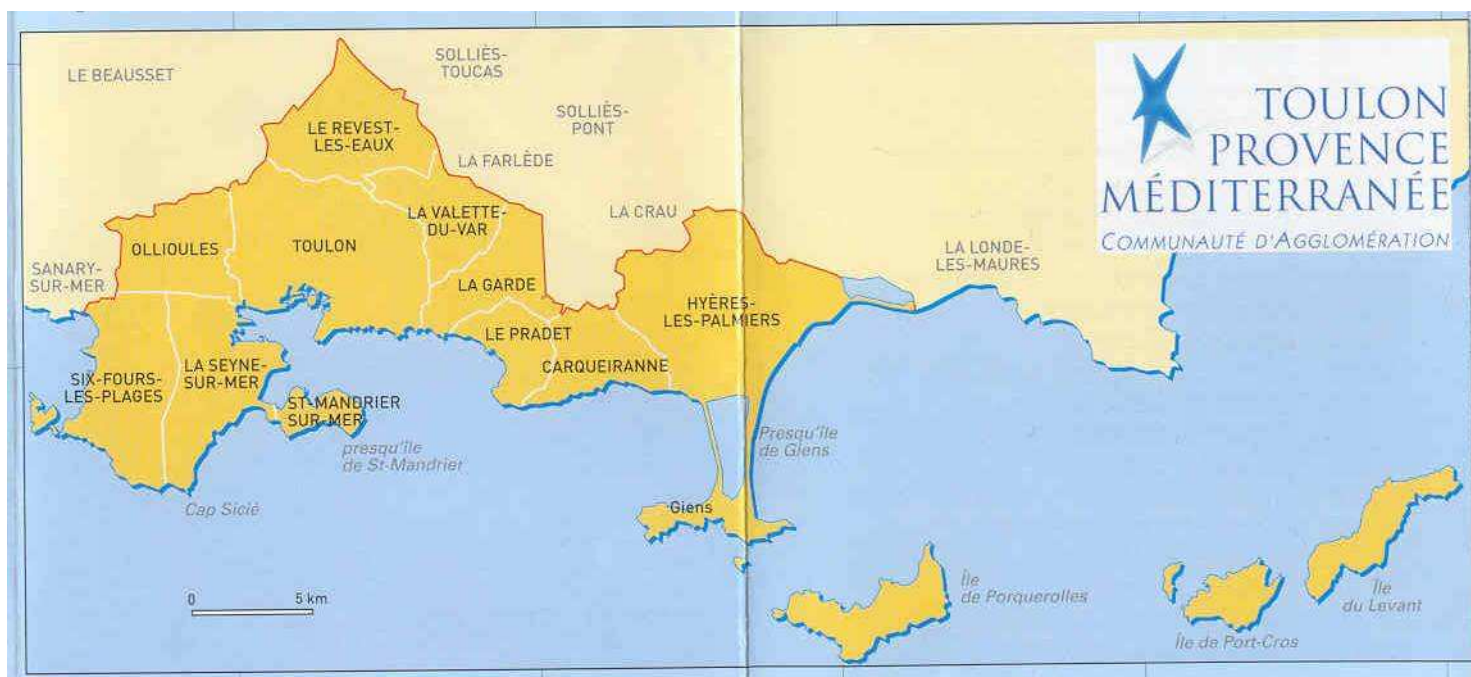 LE BEAUSSET
SOLLIÈS-
TOUCAS
SOLLIÈS-
PONT
LE REVEST-
LES-EAUX
LA FARLÈDE
LA VALETTE-
DU-VAR
LA CRAU
OLLIOULES
TOULON
SANARY-
SUR-MER
LA GARDE
HYÈRES-
LES-PALMIERS
LA LONDE-
LES-MAURES
LE PRADET
CARQUEIRANNE
SIX-FOURS-
LES-PLAGES
LA SEYNE-
SUR-MER
ST-MANDRIER
SUR-MER
presqu'île
de St-Mandrier
Cap Sicié
Presqu'île
de Giens
Giens
0 5 km
Île
de Porquerolles
Île de Port-Cros
Île
du Levant
TOULON
PROVENCE
MÉDITERRANÉE
COMMUNAUTÉ D'AGGLOMÉRATION